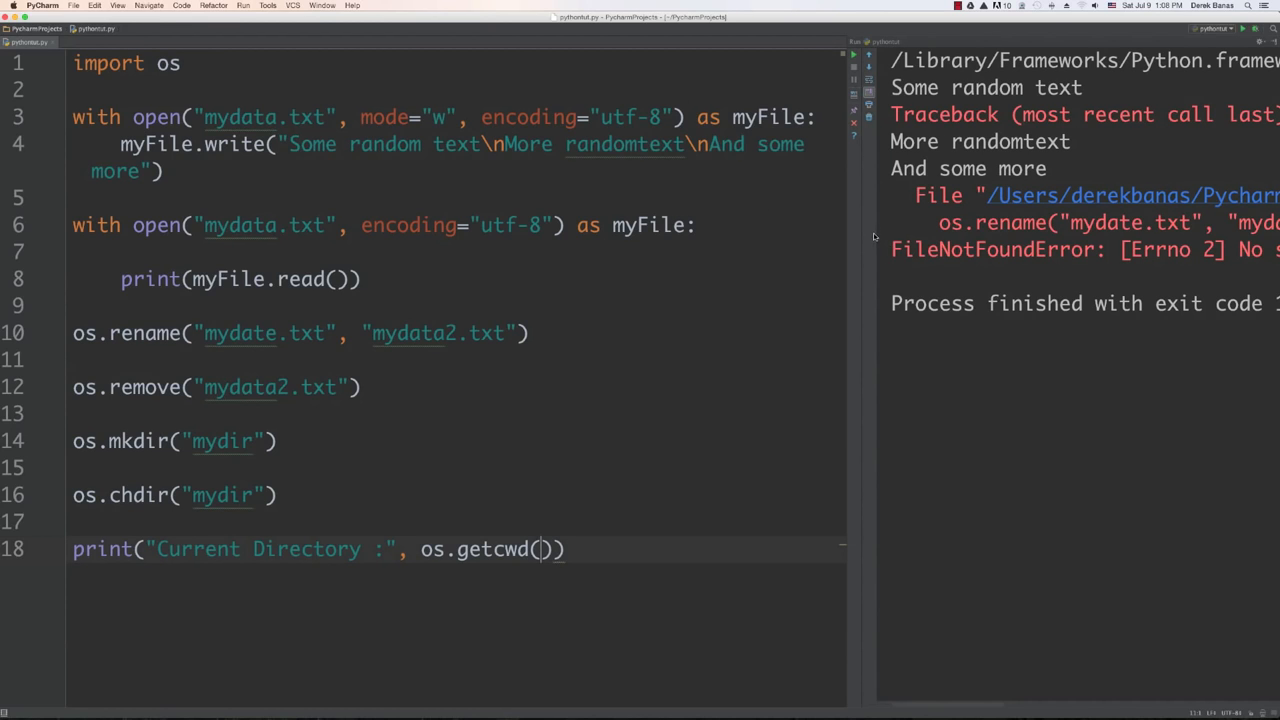 PyCharm File Edit View Navigate Code Refactor Run Tools VCS Window Help
10 Sat Jul 9 1:08 PM Derek Banas
pythontut.py - PycharmProjects - [~/PycharmProjects]
PycharmProjects pythontut.py
pythontut
pythontut.py
Run pythontut
1 import os
2
3 with open("mydata.txt", mode="w", encoding="utf-8") as myFile:
4 myFile.write("Some random text\nMore randomtext\nAnd some
more")
5
6 with open("mydata.txt", encoding="utf-8") as myFile:
7
8 print(myFile.read())
9
10 os.rename("mydate.txt", "mydata2.txt")
11
12 os.remove("mydata2.txt")
13
14 os.mkdir("mydir")
15
16 os.chdir("mydir")
17
18 print("Current Directory :", os.getcwd())
/Library/Frameworks/Python.framew
Some random text
Traceback (most recent call last)
More randomtext
And some more
File "/Users/derekbanas/Pycharm
os.rename("mydate.txt", "myd
FileNotFoundError: [Errno 2] No s
Process finished with exit code 1
11:1 LF UTF-8